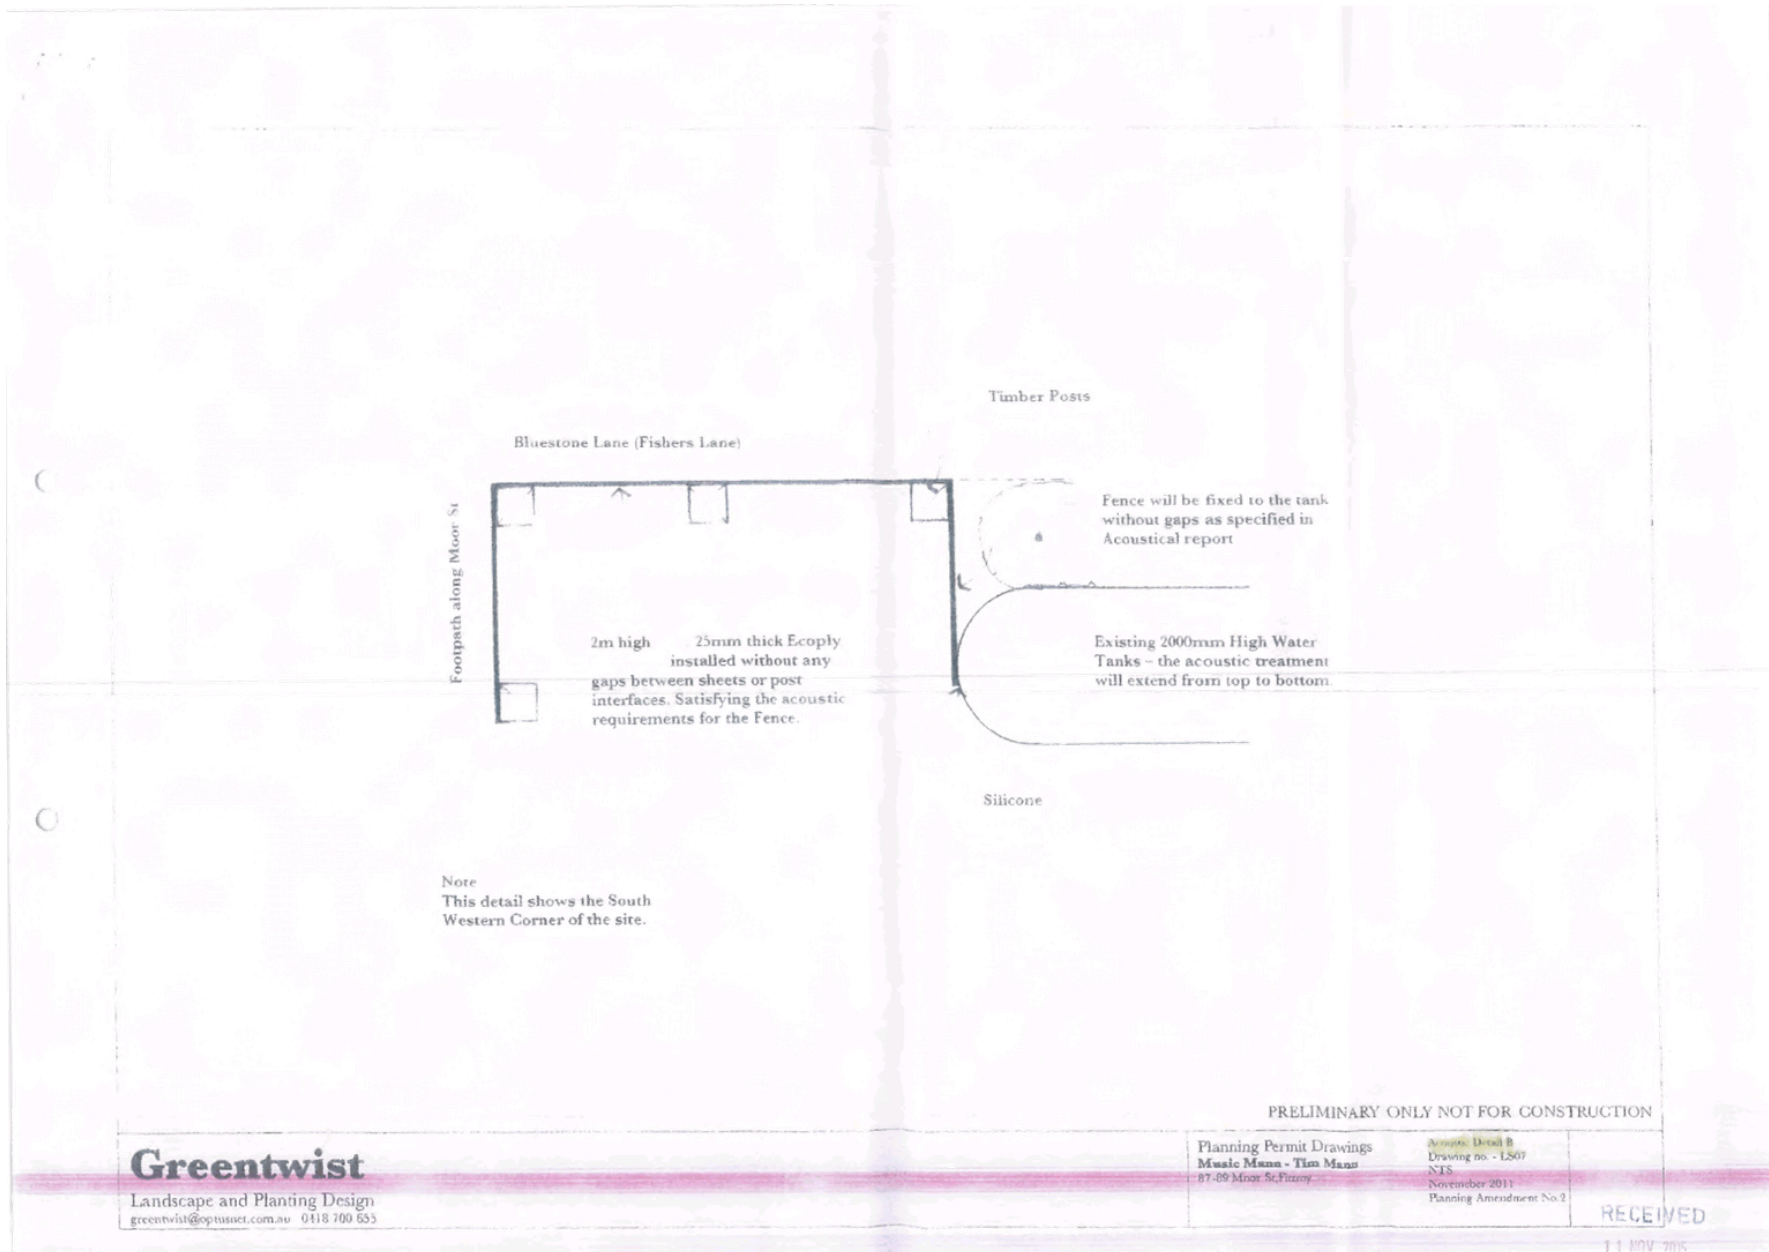 Timber Posts
Bluestone Lane (Fishers Lane)
Footpath along Moor St
Fence will be fixed to the tank
without gaps as specified in
Acoustical report
2m high 25mm thick Ecoply
installed without any
gaps between sheets or post
interfaces. Satisfying the acoustic
requirements for the Fence.
Existing 2000mm High Water
Tanks – the acoustic treatment
will extend from top to bottom.
Silicone
Note
This detail shows the South
Western Corner of the site.
PRELIMINARY ONLY NOT FOR CONSTRUCTION
Greentwist
Landscape and Planting Design
greentwist@optusnet.com.au 0418 700 655
Planning Permit Drawings
Music Mann - Tim Mann
87-89 Moor St, Fitzroy
Detail B
Drawing no. - LS07
NTS
November 2011
Planning Amendment No.2
RECEIVED
11 NOV 2015